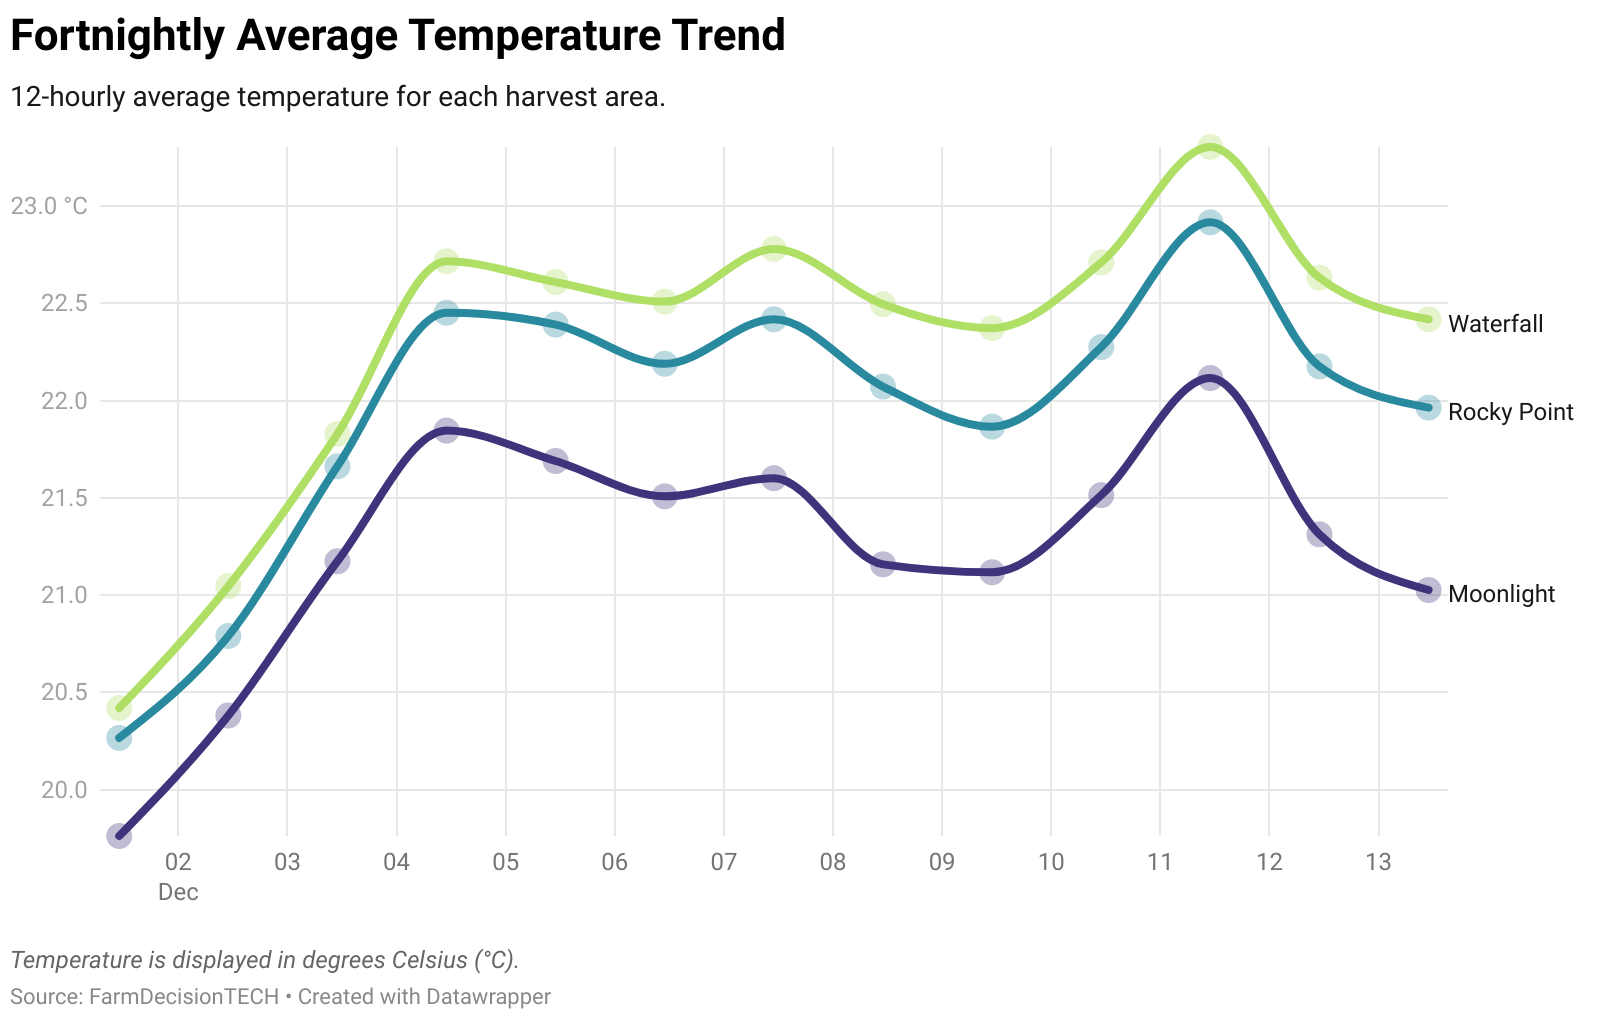 Fortnightly Average Temperature Trend
12-hourly average temperature for each harvest area.
23.0 °C
22.5
22.0
21.5
21.0
20.5
20.0
Waterfall
Rocky Point
Moonlight
02 03 04 05 06 07 08 09 10 11 12 13
Dec
Temperature is displayed in degrees Celsius (°C).
Source: FarmDecisionTECH • Created with Datawrapper